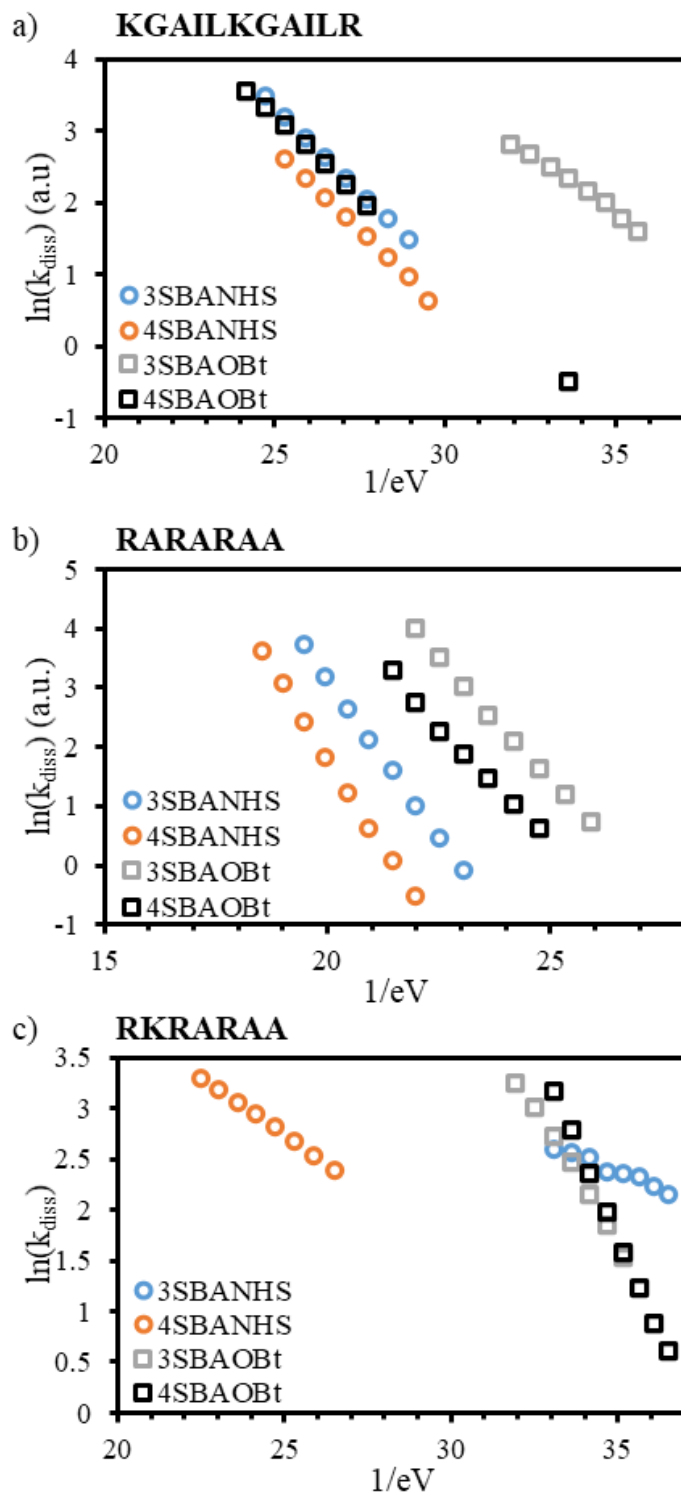 a) KGAILKGAILR
4
3
2
1
0
-1
ln(k_diss) (a.u)
3SBANHS
4SBANHS
3SBAOBt
4SBAOBt
20 25 30 35
1/eV
b) RARARAA
5
4
3
2
1
0
-1
ln(k_diss) (a.u.)
3SBANHS
4SBANHS
3SBAOBt
4SBAOBt
15 20 25
1/eV
c) RKRARAA
3.5
3
2.5
2
1.5
1
0.5
0
ln(k_diss)
3SBANHS
4SBANHS
3SBAOBt
4SBAOBt
20 25 30 35
1/eV